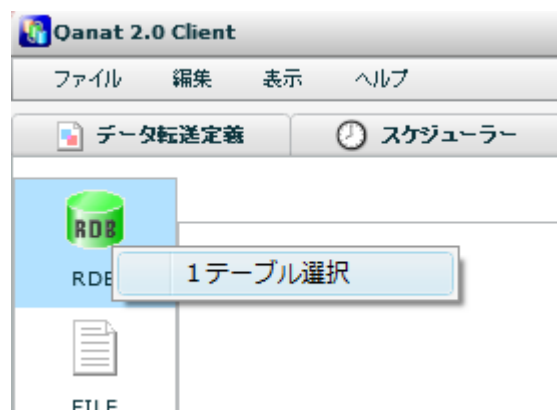 Qanat 2.0 Client
ファイル 編集 表示 ヘルプ
データ転送定義 スケジューラー
RDB
1テーブル選択
FILE